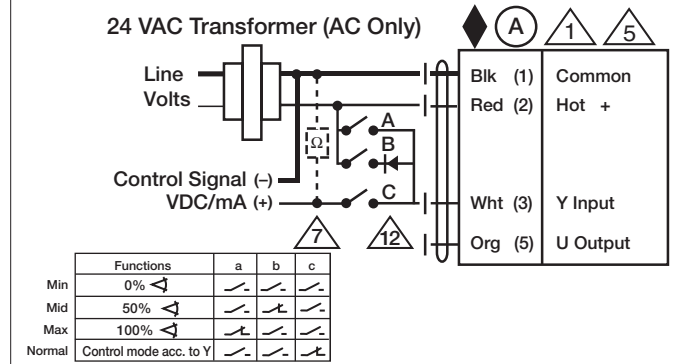 24 VAC Transformer (AC Only)
A
1
5
Line
Volts
Blk (1) Common
Red (2) Hot +
A
Ω
B
Control Signal (–)
VDC/mA (+)
C
Wht (3) Y Input
7
12
Org (5) U Output
Functions a b c
Min 0%
Mid 50%
Max 100%
Normal Control mode acc. to Y